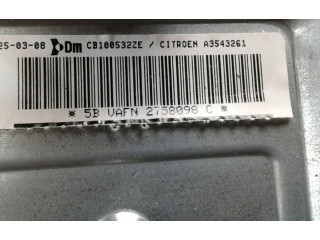 25-03-08 Dm CB100532ZE / CITROEN A3543261
* 5B VAFN 2758098 C *